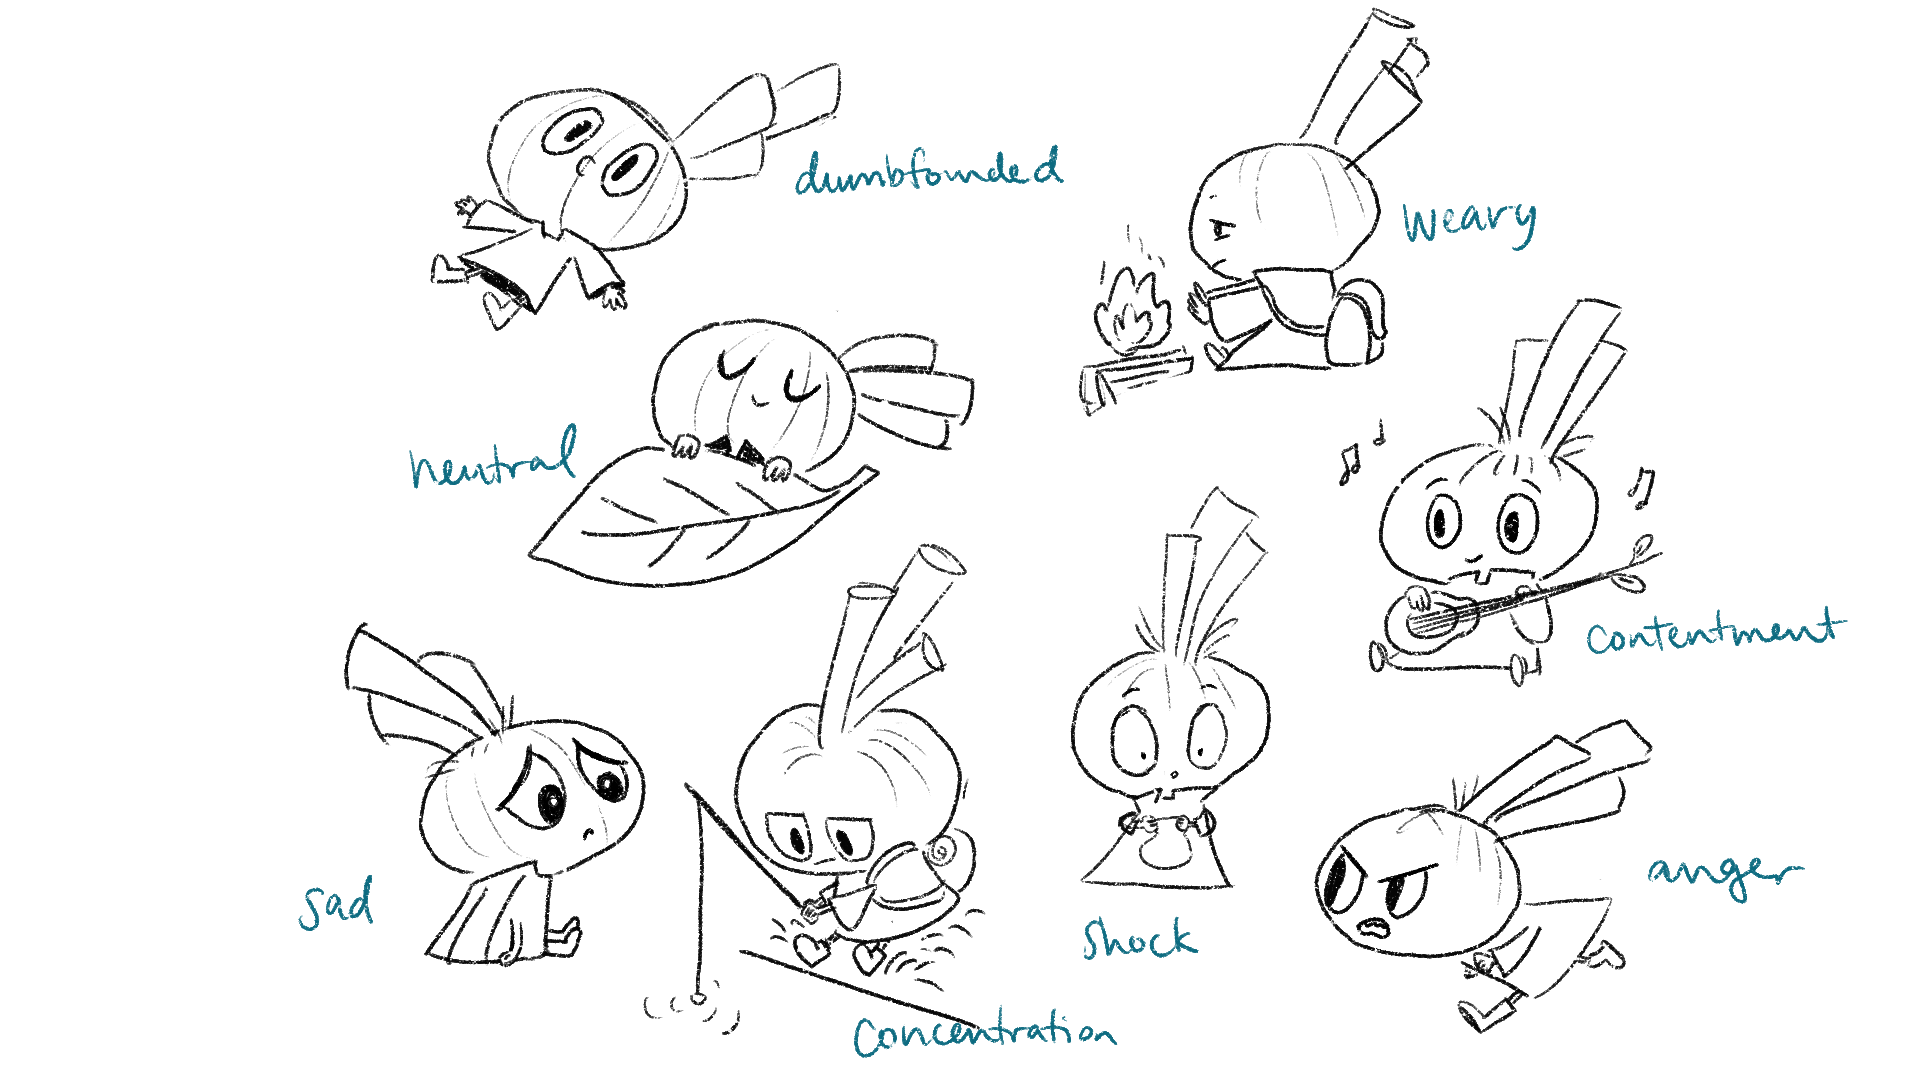 dumbfounded
weary
neutral
contentment
sad
shock
anger
concentration